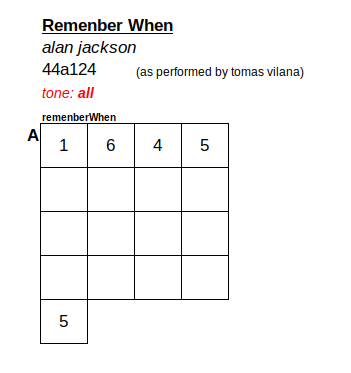 Remenber When
alan jackson
44a124 (as performed by tomas vilana)
tone: all
remenberWhen
A
1 6 4 5
5